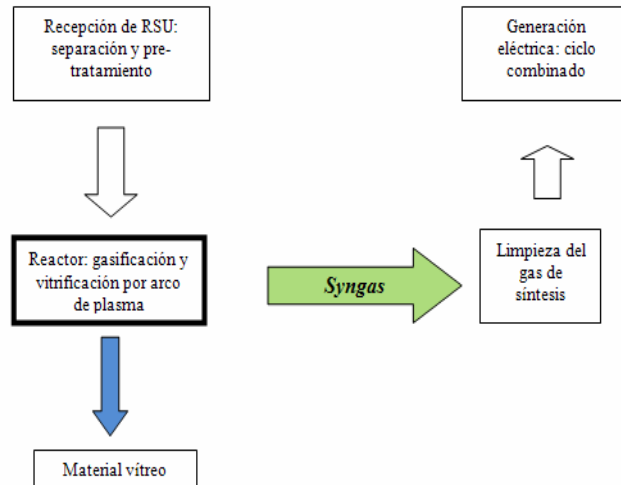 Recepción de RSU:
separación y pre-
tratamiento
Generación
eléctrica: ciclo
combinado
Reactor: gasificación y
vitrificación por arco
de plasma
Syngas
Limpieza del
gas de
síntesis
Material vítreo